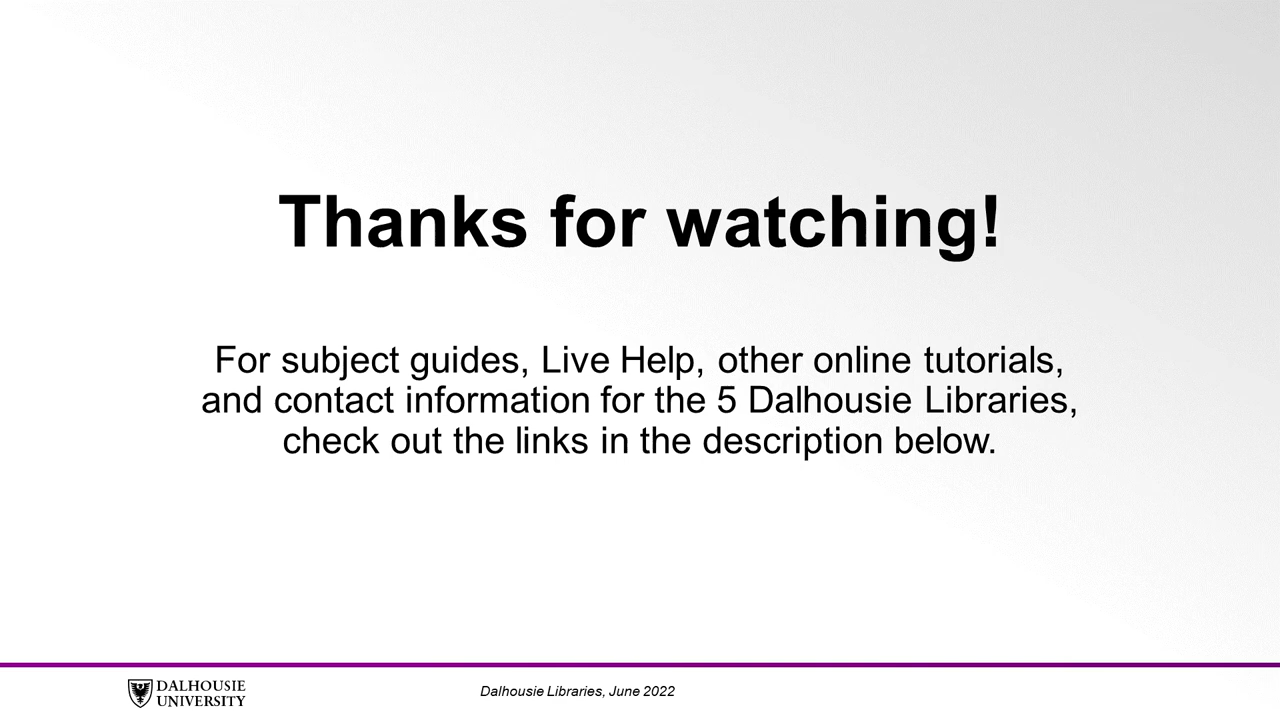 Thanks for watching!
For subject guides, Live Help, other online tutorials,
and contact information for the 5 Dalhousie Libraries,
check out the links in the description below.
DALHOUSIE
UNIVERSITY
Dalhousie Libraries, June 2022